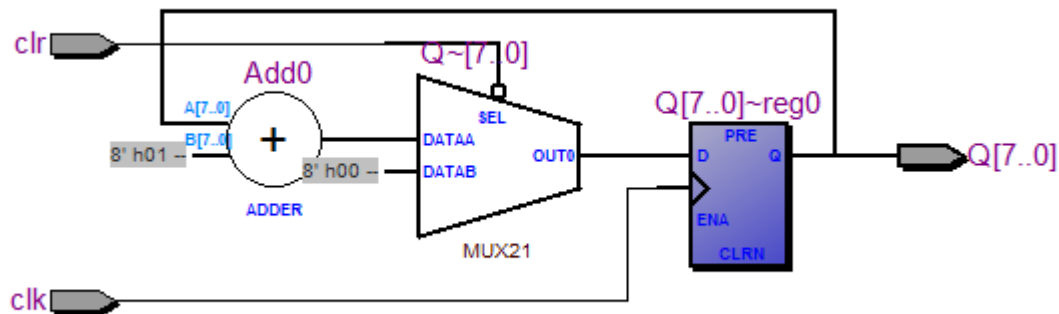 clr
Q~[7..0]
Add0
Q[7..0]~reg0
A[7..0]
SEL
PRE
B[7..0]
+
DATAA
8' h01 --
OUT0
D
Q
Q[7..0]
8' h00 --
DATAB
ADDER
ENA
MUX21
CLRN
clk